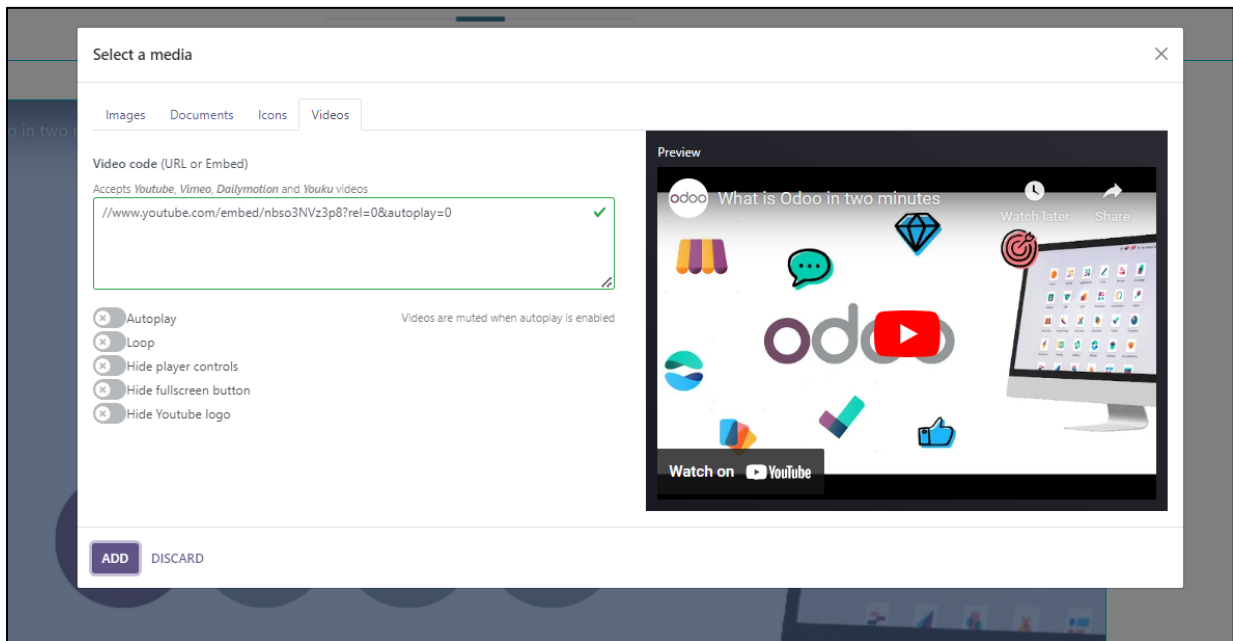 Select a media
Images Documents Icons Videos
o in two
Video code (URL or Embed)
Accepts Youtube, Vimeo, Dailymotion and Youku videos
//www.youtube.com/embed/nbso3NVz3p8?rel=0&autoplay=0
Autoplay Videos are muted when autoplay is enabled
Loop
Hide player controls
Hide fullscreen button
Hide Youtube logo
Preview
odoo What is Odoo in two minutes
Watch later Share
odoo
Watch on YouTube
ADD DISCARD